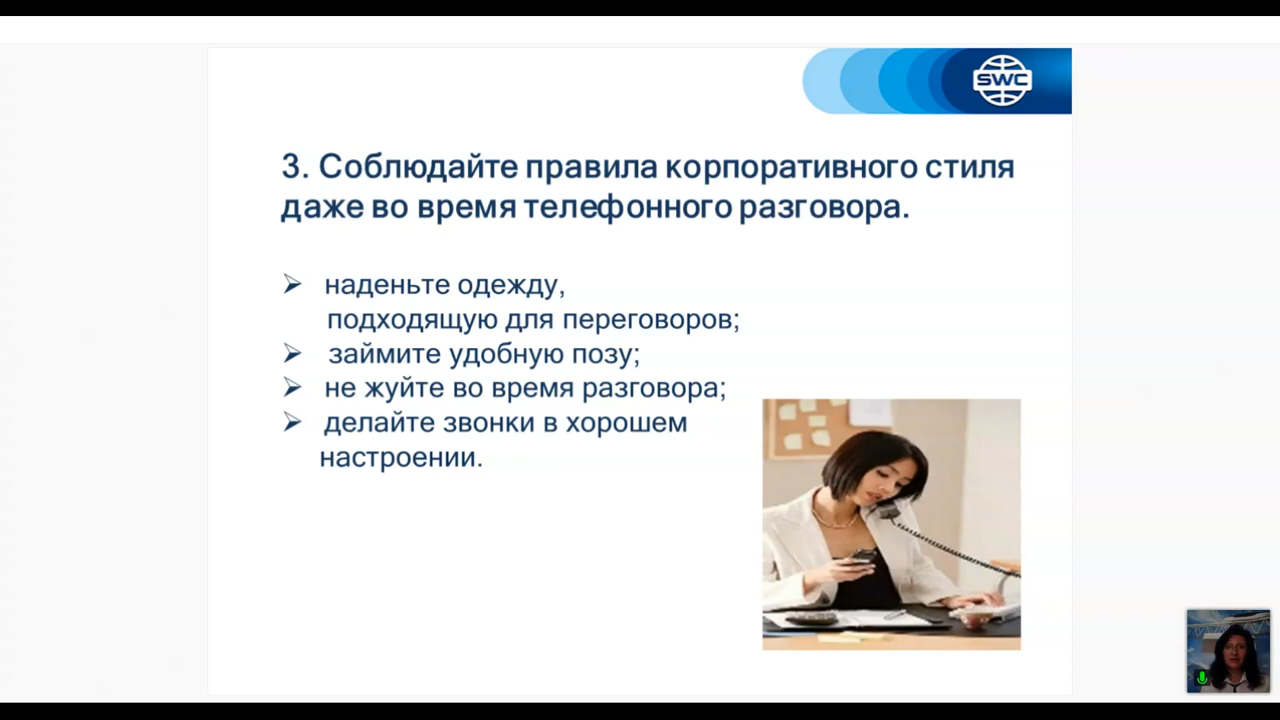 SWC
3. Соблюдайте правила корпоративного стиля
даже во время телефонного разговора.
➢ наденьте одежду,
подходящую для переговоров;
➢ займите удобную позу;
➢ не жуйте во время разговора;
➢ делайте звонки в хорошем
настроении.